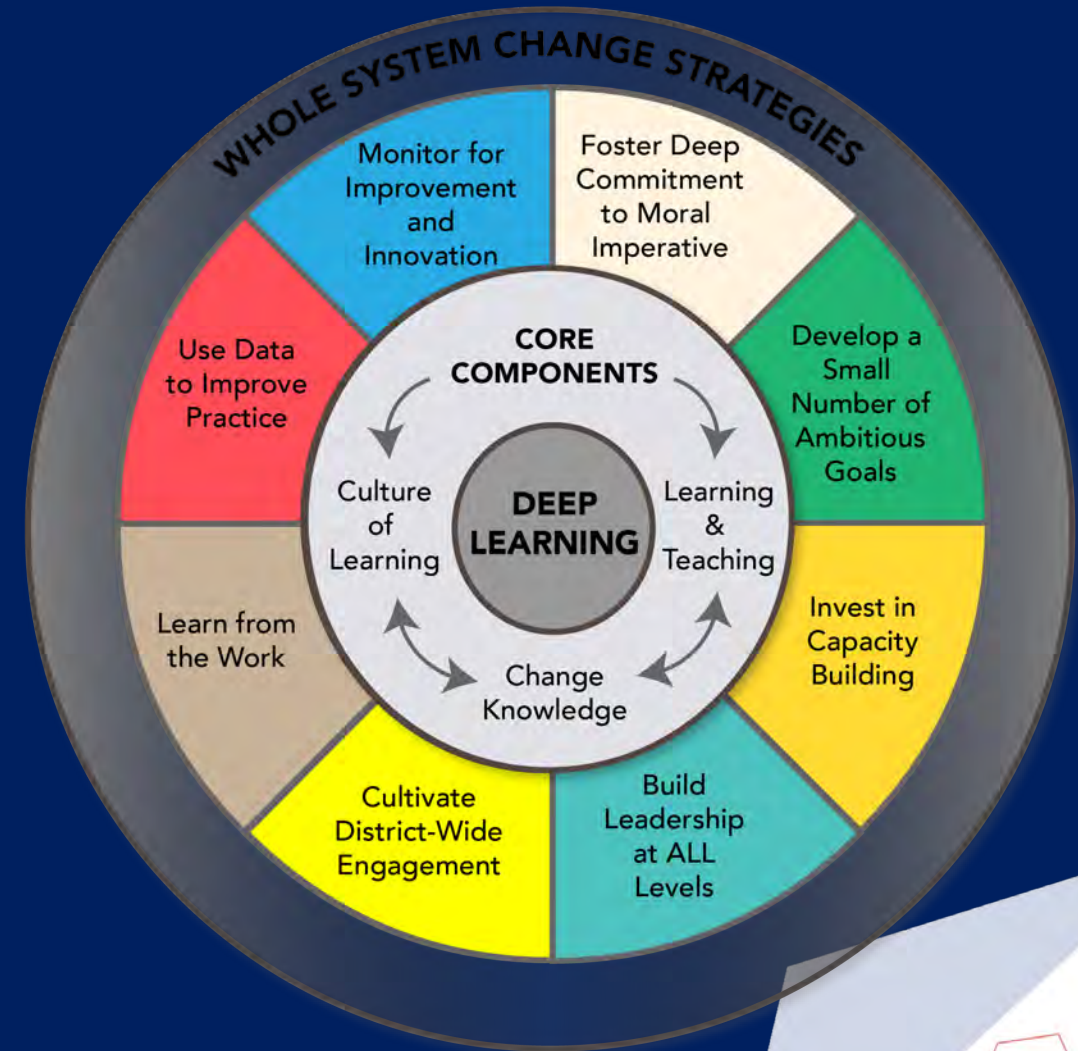 WHOLE SYSTEM CHANGE STRATEGIES
Monitor for
Improvement
and
Innovation
Foster Deep
Commitment
to Moral
Imperative
Develop a
Small
Number of
Ambitious
Goals
Invest in
Capacity
Building
Build
Leadership
at ALL
Levels
Cultivate
District-Wide
Engagement
Learn from
the Work
Use Data
to Improve
Practice
CORE
COMPONENTS
Culture
of
Learning
Learning
&
Teaching
Change
Knowledge
DEEP
LEARNING